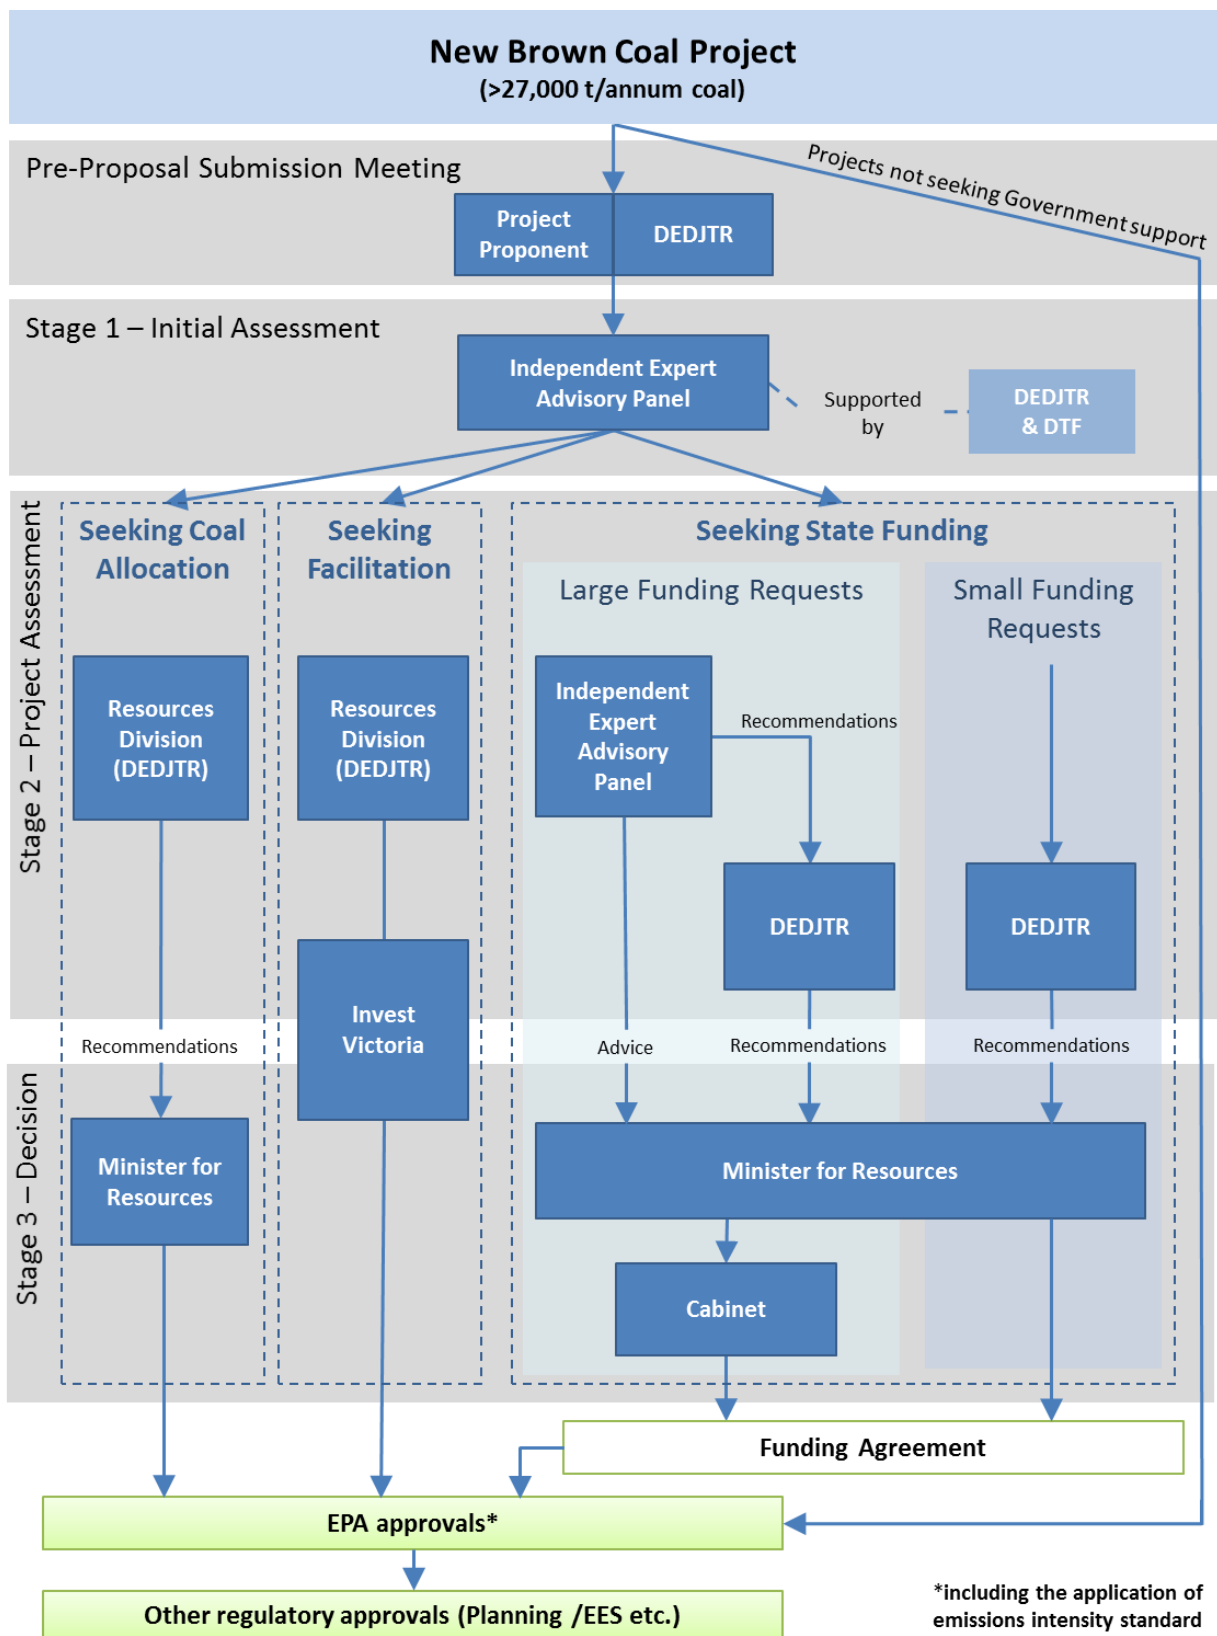 New Brown Coal Project
(>27,000 t/annum coal)
Pre-Proposal Submission Meeting
Projects not seeking Government support
Project
Proponent
DEDJTR
Stage 1 – Initial Assessment
Independent Expert
Advisory Panel
Supported
by
DEDJTR
& DTF
Stage 2 – Project Assessment
Seeking Coal
Allocation
Seeking
Facilitation
Seeking State Funding
Large Funding Requests
Small Funding
Requests
Resources
Division
(DEDJTR)
Resources
Division
(DEDJTR)
Independent
Expert
Advisory
Panel
Recommendations
DEDJTR
DEDJTR
Invest
Victoria
Recommendations
Advice
Recommendations
Recommendations
Stage 3 – Decision
Minister for
Resources
Minister for Resources
Cabinet
Funding Agreement
EPA approvals*
Other regulatory approvals (Planning /EES etc.)
*including the application of
emissions intensity standard